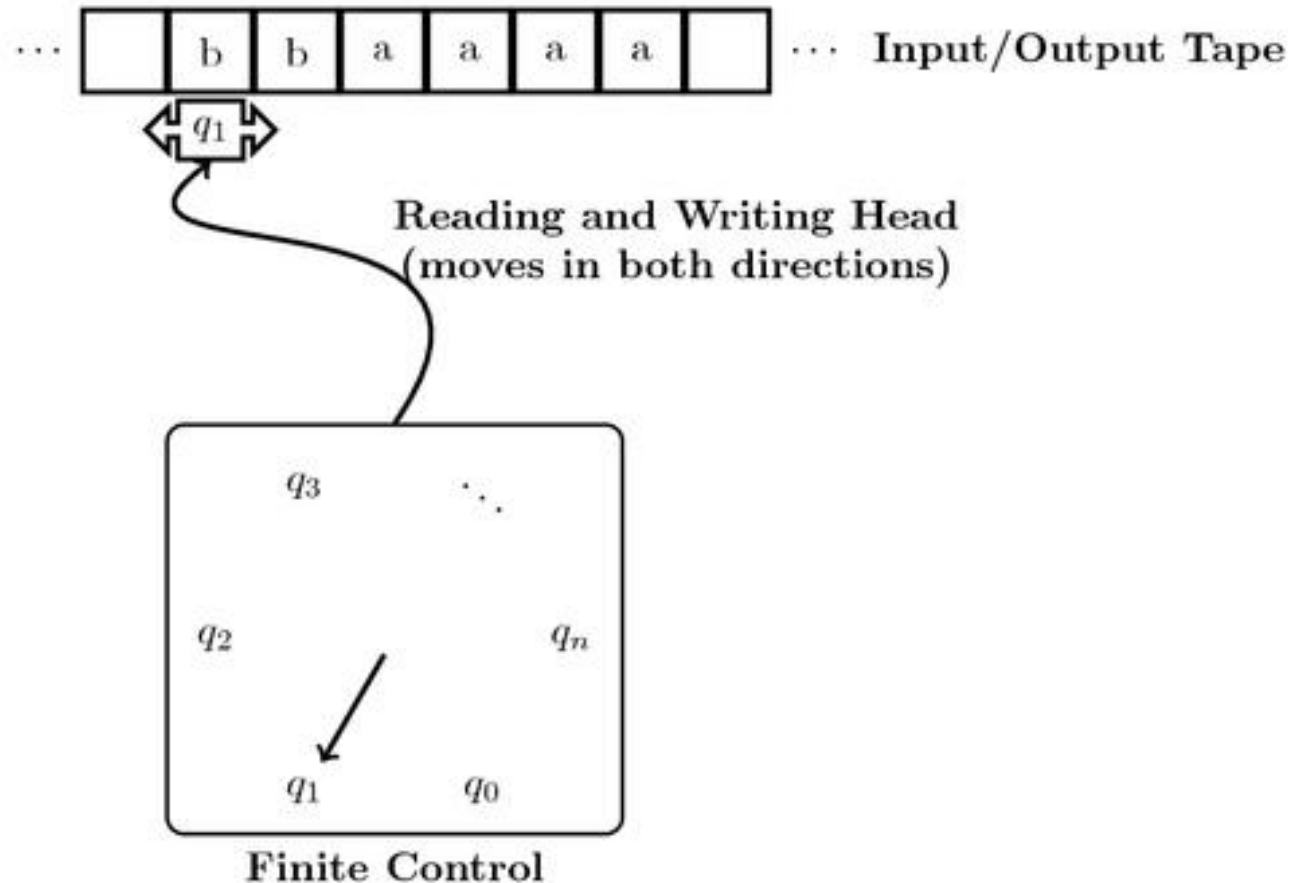 ··· b b a a a a ··· Input/Output Tape
q₁
Reading and Writing Head
(moves in both directions)
q₃ ⋱
q₂ qₙ
q₁ q₀
Finite Control